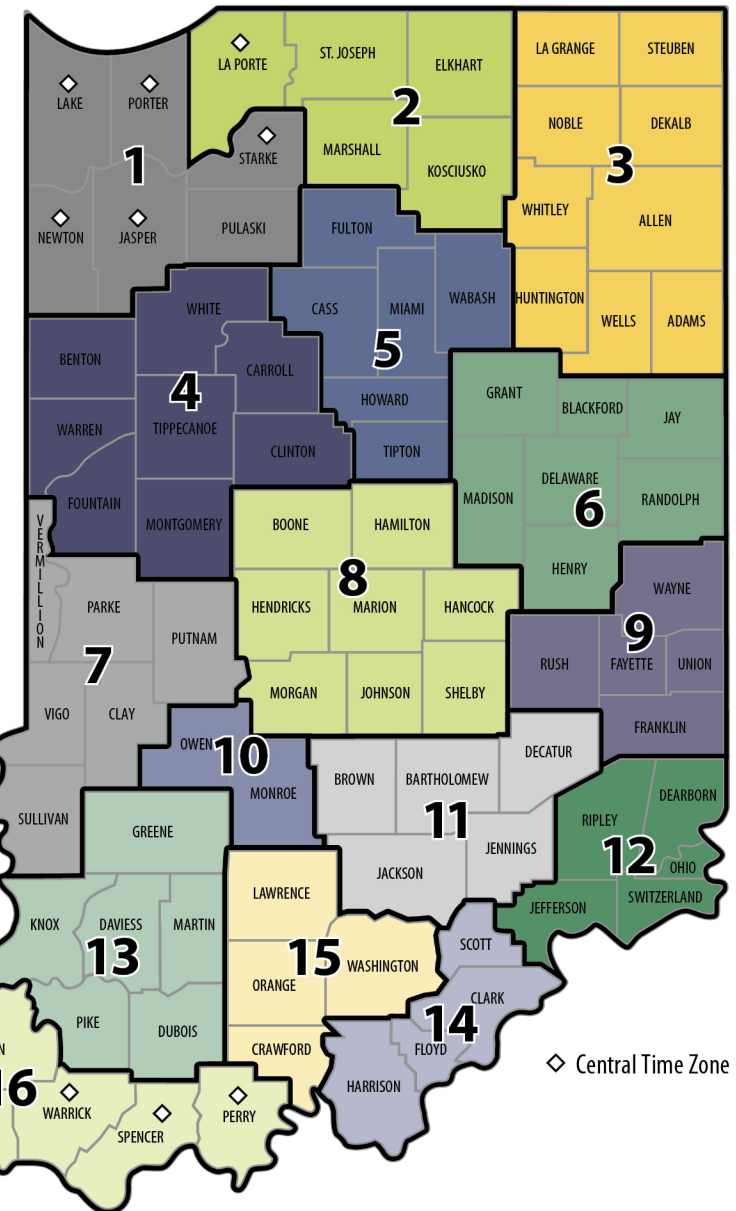 LA PORTE
ST. JOSEPH
ELKHART
LA GRANGE
STEUBEN
LAKE
PORTER
2
NOBLE
DEKALB
STARKE
MARSHALL
KOSCIUSKO
1
3
NEWTON
JASPER
PULASKI
FULTON
WHITLEY
ALLEN
WHITE
CASS
MIAMI
WABASH
HUNTINGTON
WELLS
ADAMS
5
BENTON
CARROLL
4
HOWARD
GRANT
BLACKFORD
JAY
WARREN
TIPPECANOE
CLINTON
TIPTON
FOUNTAIN
MONTGOMERY
MADISON
DELAWARE
6
RANDOLPH
BOONE
HAMILTON
HENRY
VERMILLION
8
PARKE
PUTNAM
HENDRICKS
MARION
HANCOCK
WAYNE
9
7
RUSH
FAYETTE
UNION
MORGAN
JOHNSON
SHELBY
VIGO
CLAY
FRANKLIN
OWEN
10
DECATUR
MONROE
BROWN
BARTHOLOMEW
DEARBORN
SULLIVAN
GREENE
11
RIPLEY
JENNINGS
12
OHIO
JACKSON
LAWRENCE
SWITZERLAND
JEFFERSON
KNOX
DAVIESS
MARTIN
13
15
SCOTT
WASHINGTON
ORANGE
CLARK
PIKE
DUBOIS
14
CRAWFORD
FLOYD
HARRISON
16
WARRICK
SPENCER
PERRY
Central Time Zone